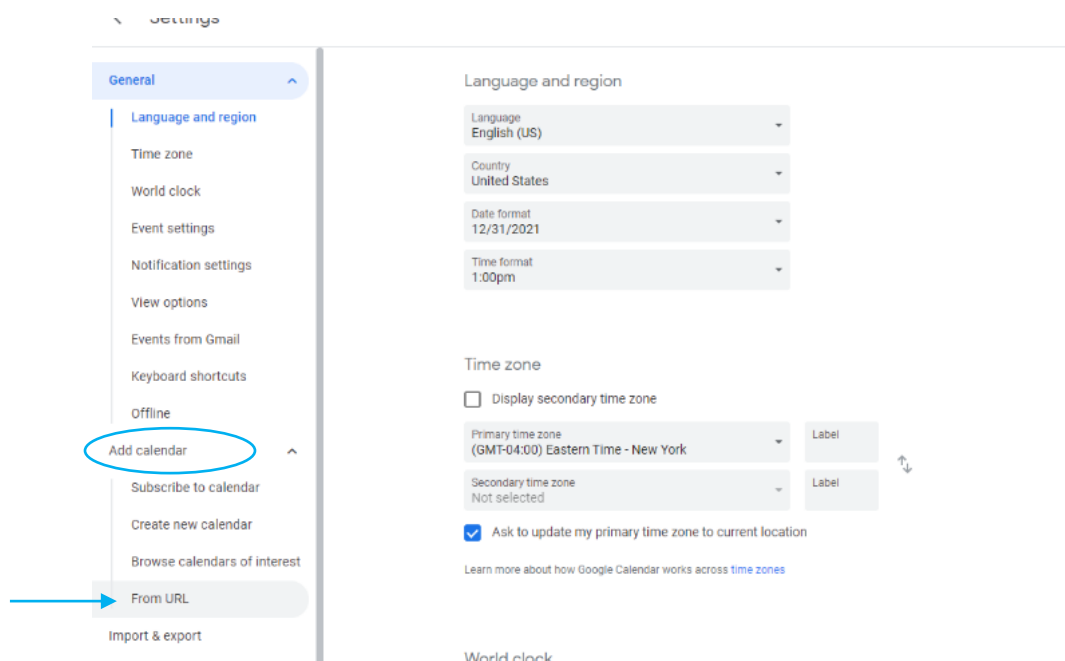 Settings
General
Language and region
Time zone
World clock
Event settings
Notification settings
View options
Events from Gmail
Keyboard shortcuts
Offline
Add calendar
Subscribe to calendar
Create new calendar
Browse calendars of interest
From URL
Import & export
Language and region
Language
English (US)
Country
United States
Date format
12/31/2021
Time format
1:00pm
Time zone
Display secondary time zone
Primary time zone
(GMT-04:00) Eastern Time - New York
Label
Secondary time zone
Not selected
Label
Ask to update my primary time zone to current location
Learn more about how Google Calendar works across time zones
World clock